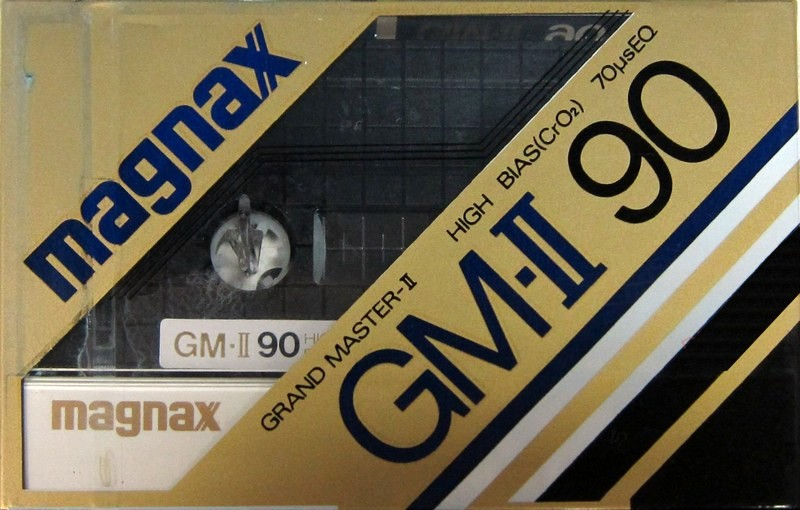 magnax
HIGH BIAS(CrO₂) 70µsEQ
GRAND MASTER-II
GM·II 90
GM·II 90
magnax